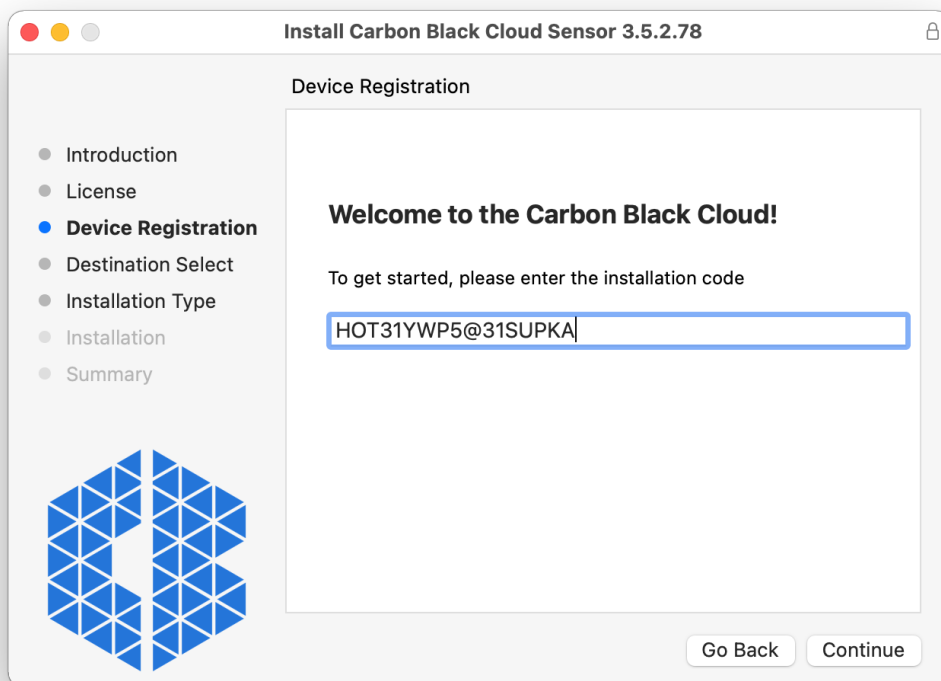 Install Carbon Black Cloud Sensor 3.5.2.78
Device Registration
Introduction
License
Device Registration
Destination Select
Installation Type
Installation
Summary
Welcome to the Carbon Black Cloud!
To get started, please enter the installation code
HOT31YWP5@31SUPKA
Go Back
Continue